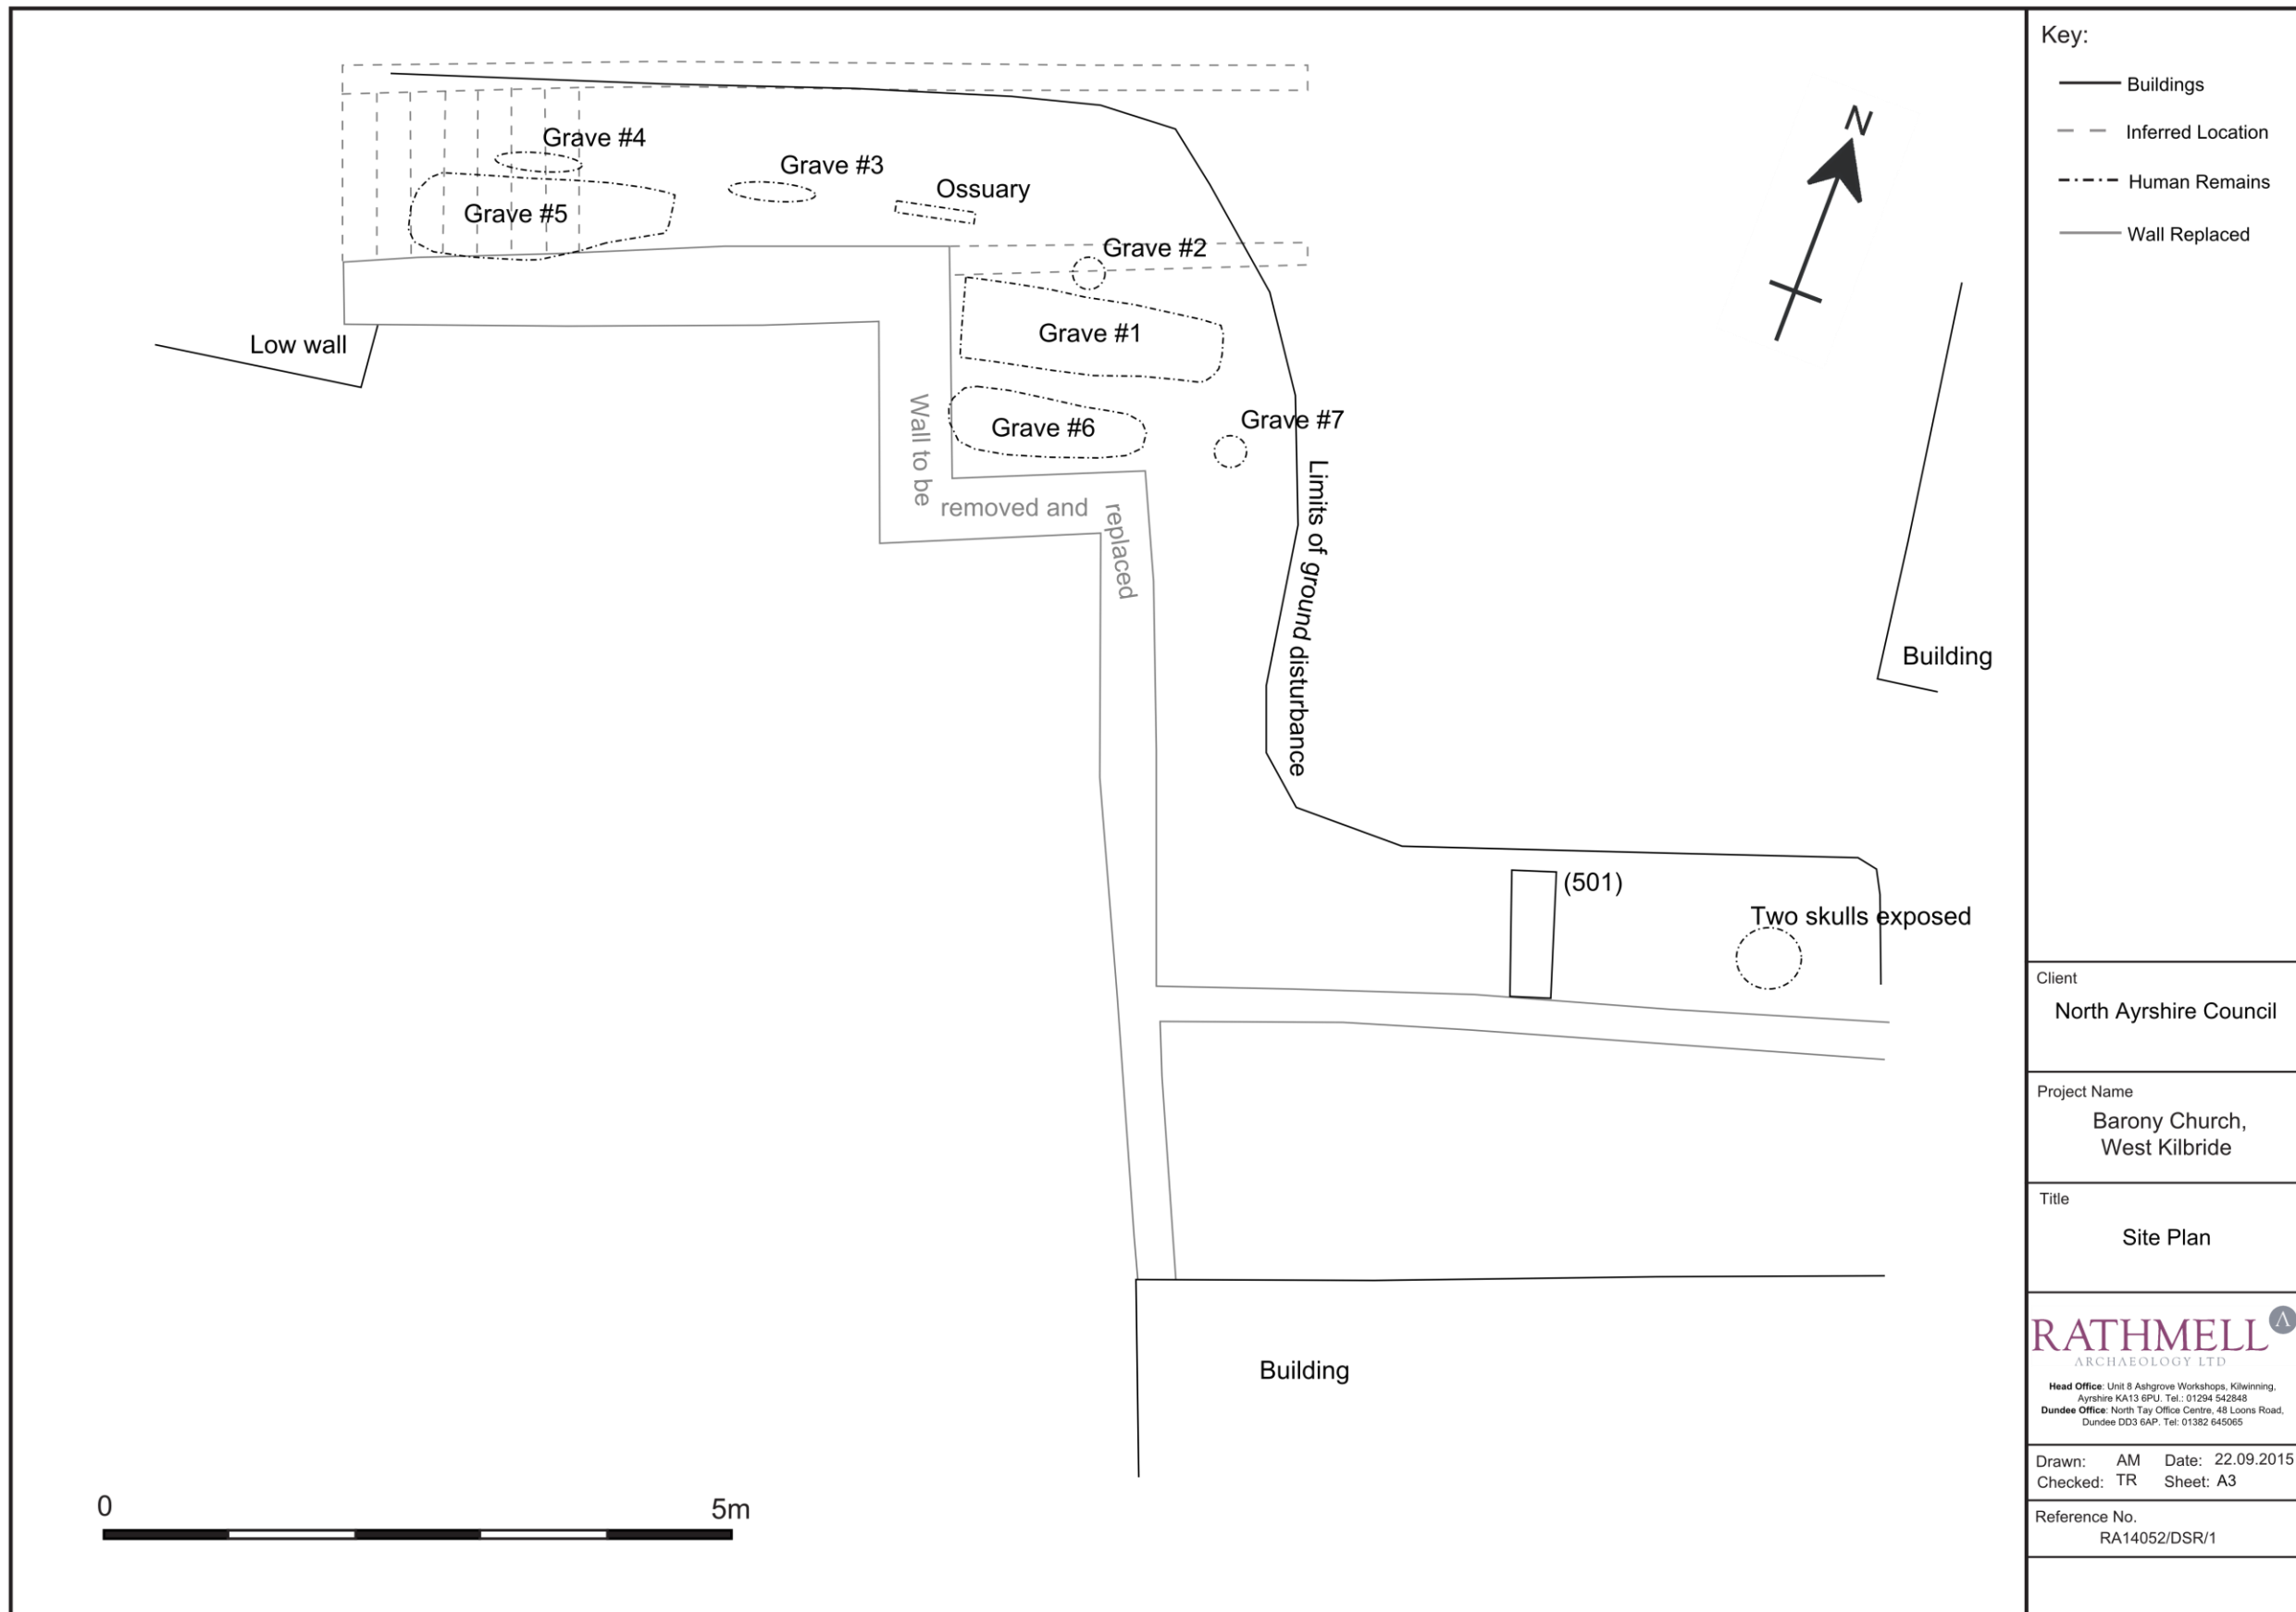 Grave #4
Grave #3
Ossuary
Grave #5
Grave #2
Grave #1
Low wall
Grave #6
Grave #7
Wall to be
removed and
replaced
Limits of ground disturbance
Building
(501)
Two skulls exposed
Building
0
5m
N
Key:
Buildings
Inferred Location
Human Remains
Wall Replaced
Client
North Ayrshire Council
Project Name
Barony Church,
West Kilbride
Title
Site Plan
RATHMELL Λ
ΛRCHΛEOLOGY LTD
Head Office: Unit 8 Ashgrove Workshops, Kilwinning,
Ayrshire KA13 6PU. Tel.: 01294 542848
Dundee Office: North Tay Office Centre, 48 Loons Road,
Dundee DD3 6AP. Tel: 01382 645065
Drawn: AM Date: 22.09.2015
Checked: TR Sheet: A3
Reference No.
RA14052/DSR/1